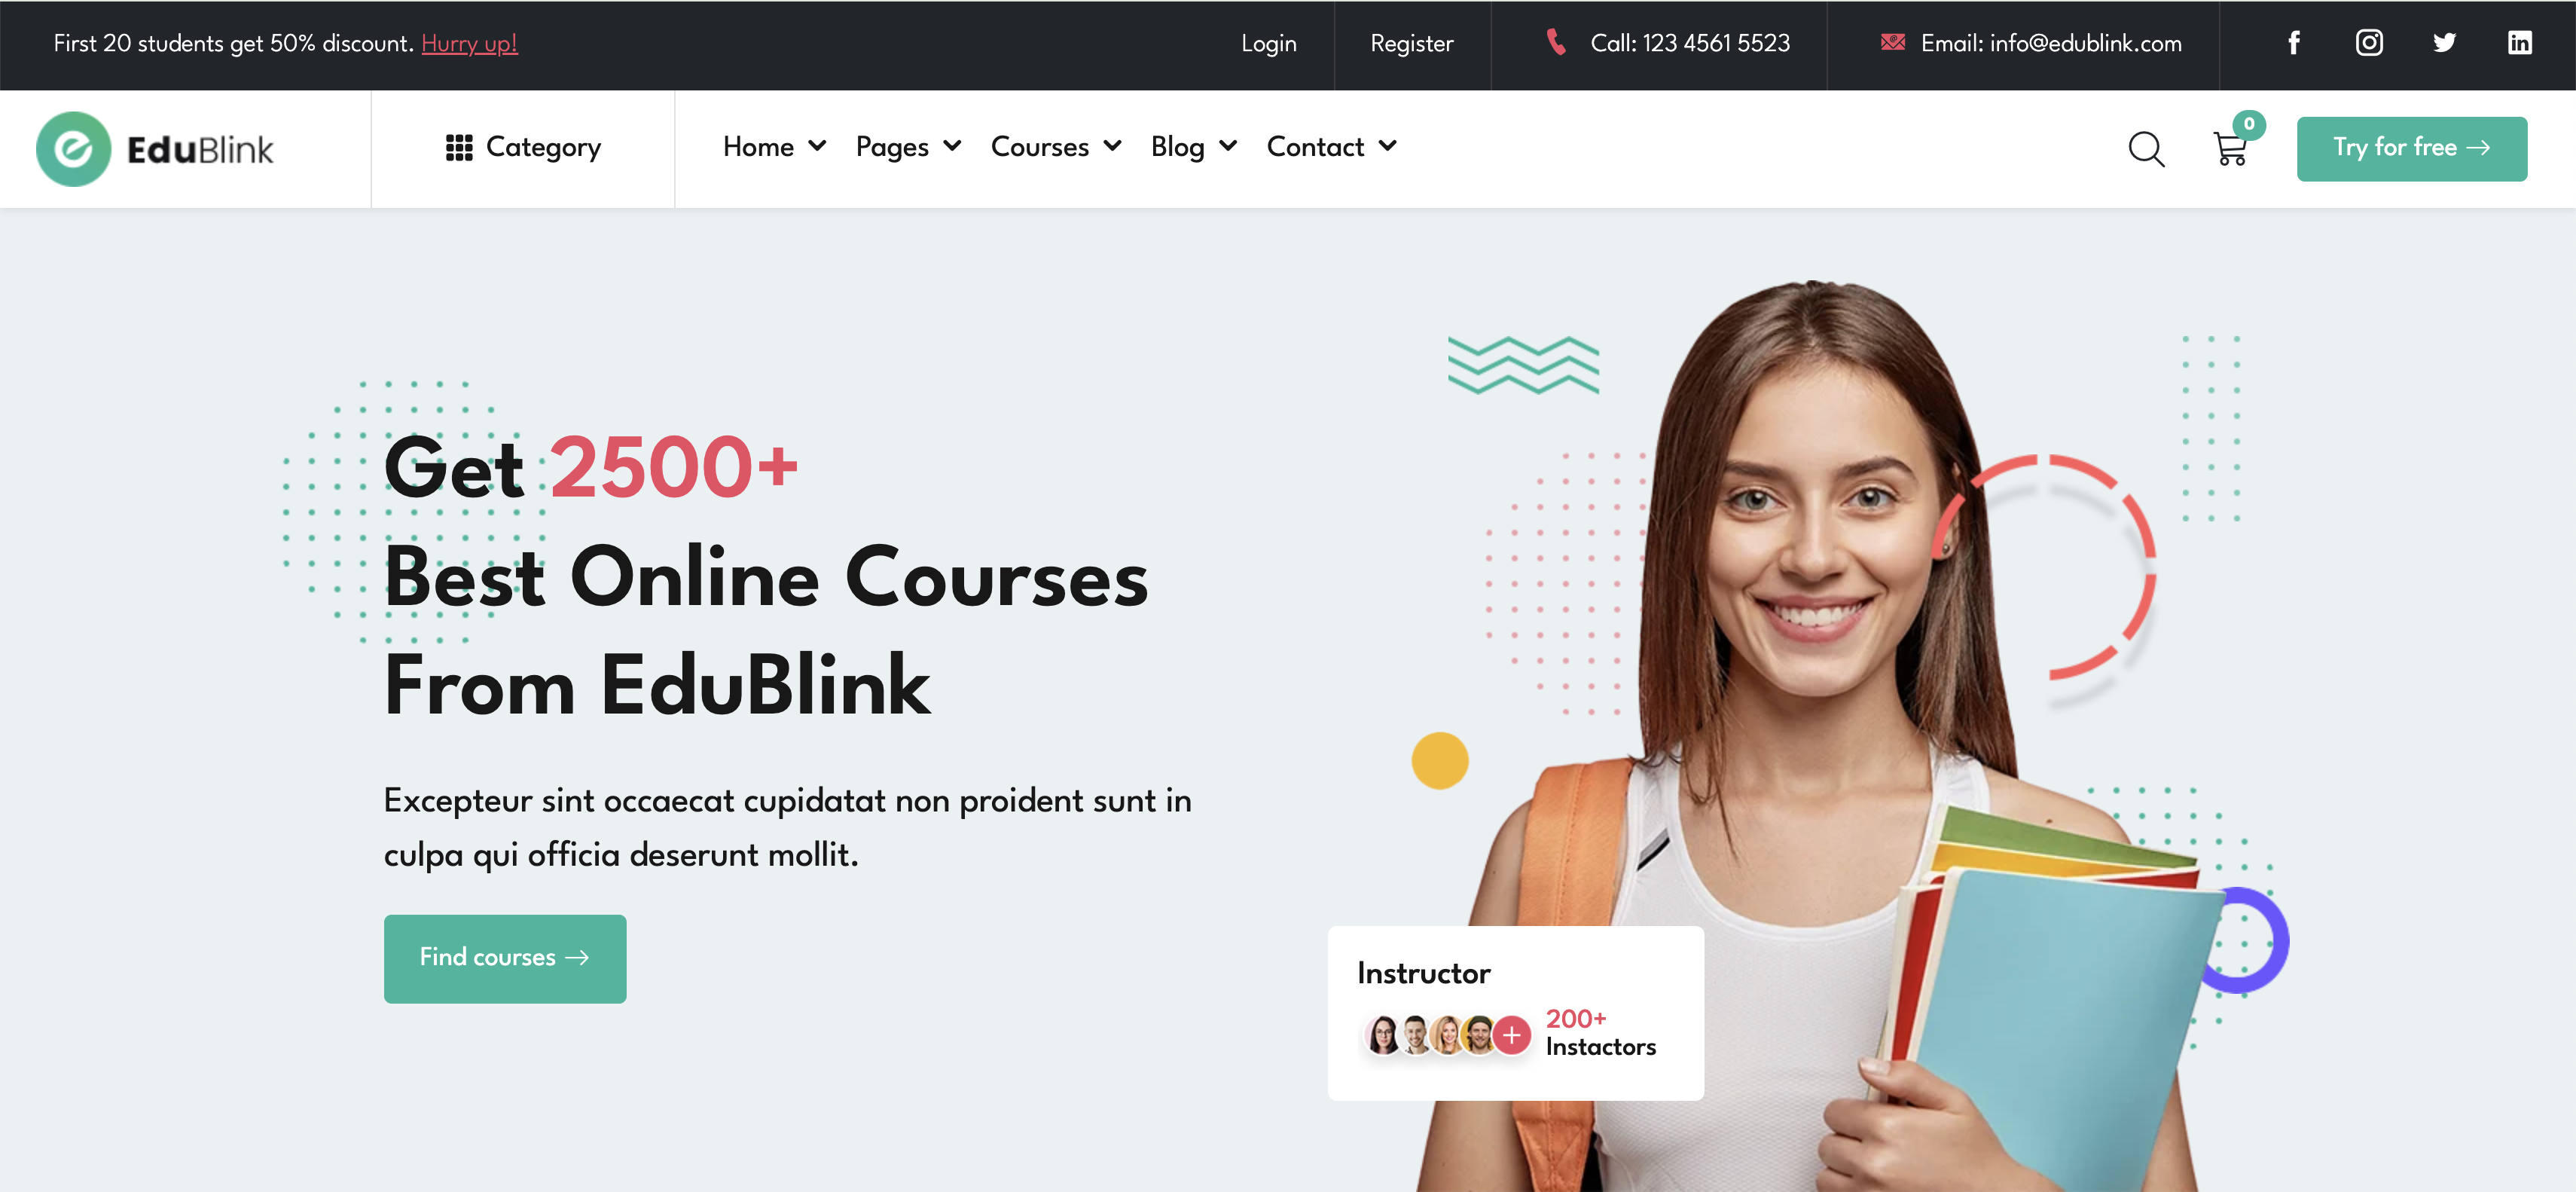 First 20 students get 50% discount. Hurry up!
Login
Register
Call: 123 4561 5523
Email: info@edublink.com
EduBlink
Category
Home
Pages
Courses
Blog
Contact
0
Try for free →
Get 2500+
Best Online Courses
From EduBlink
Excepteur sint occaecat cupidatat non proident sunt in
culpa qui officia deserunt mollit.
Find courses →
Instructor
200+
Instactors